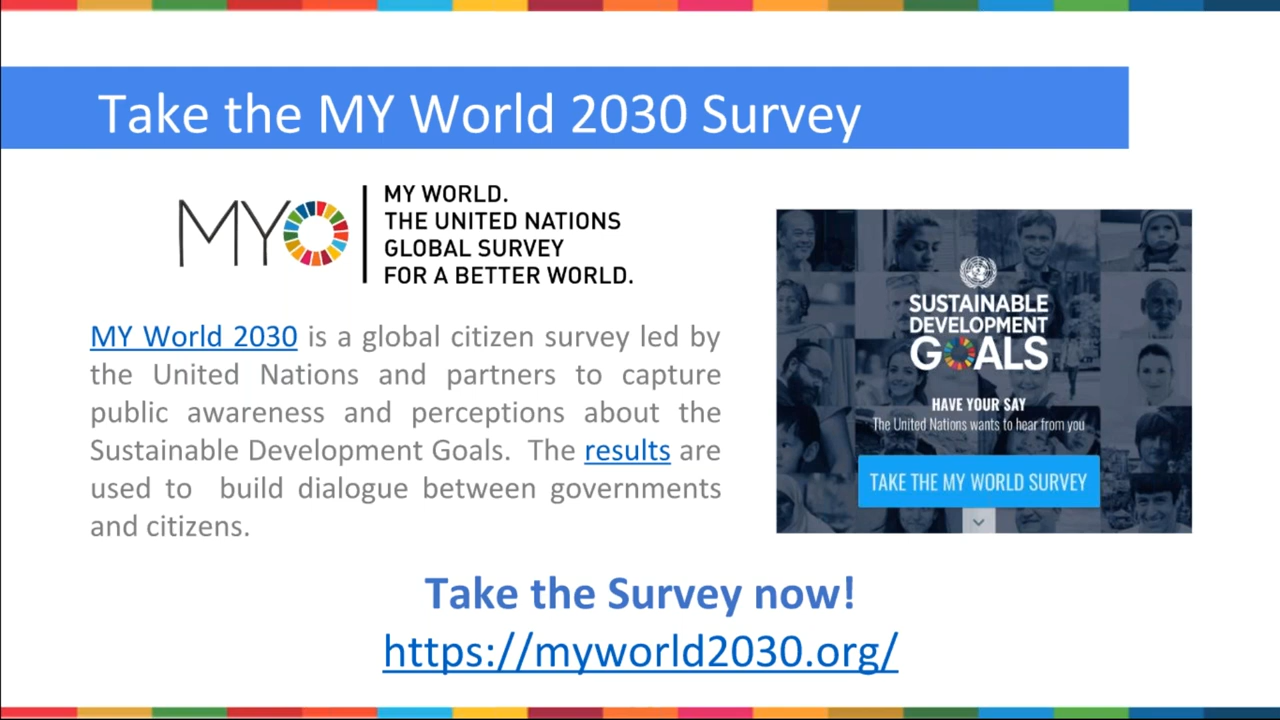 Take the MY World 2030 Survey
MY
MY WORLD.
THE UNITED NATIONS
GLOBAL SURVEY
FOR A BETTER WORLD.
MY World 2030 is a global citizen survey led by
the United Nations and partners to capture
public awareness and perceptions about the
Sustainable Development Goals. The results are
used to build dialogue between governments
and citizens.
SUSTAINABLE
DEVELOPMENT
GOALS
HAVE YOUR SAY
The United Nations wants to hear from you
TAKE THE MY WORLD SURVEY
Take the Survey now!
https://myworld2030.org/